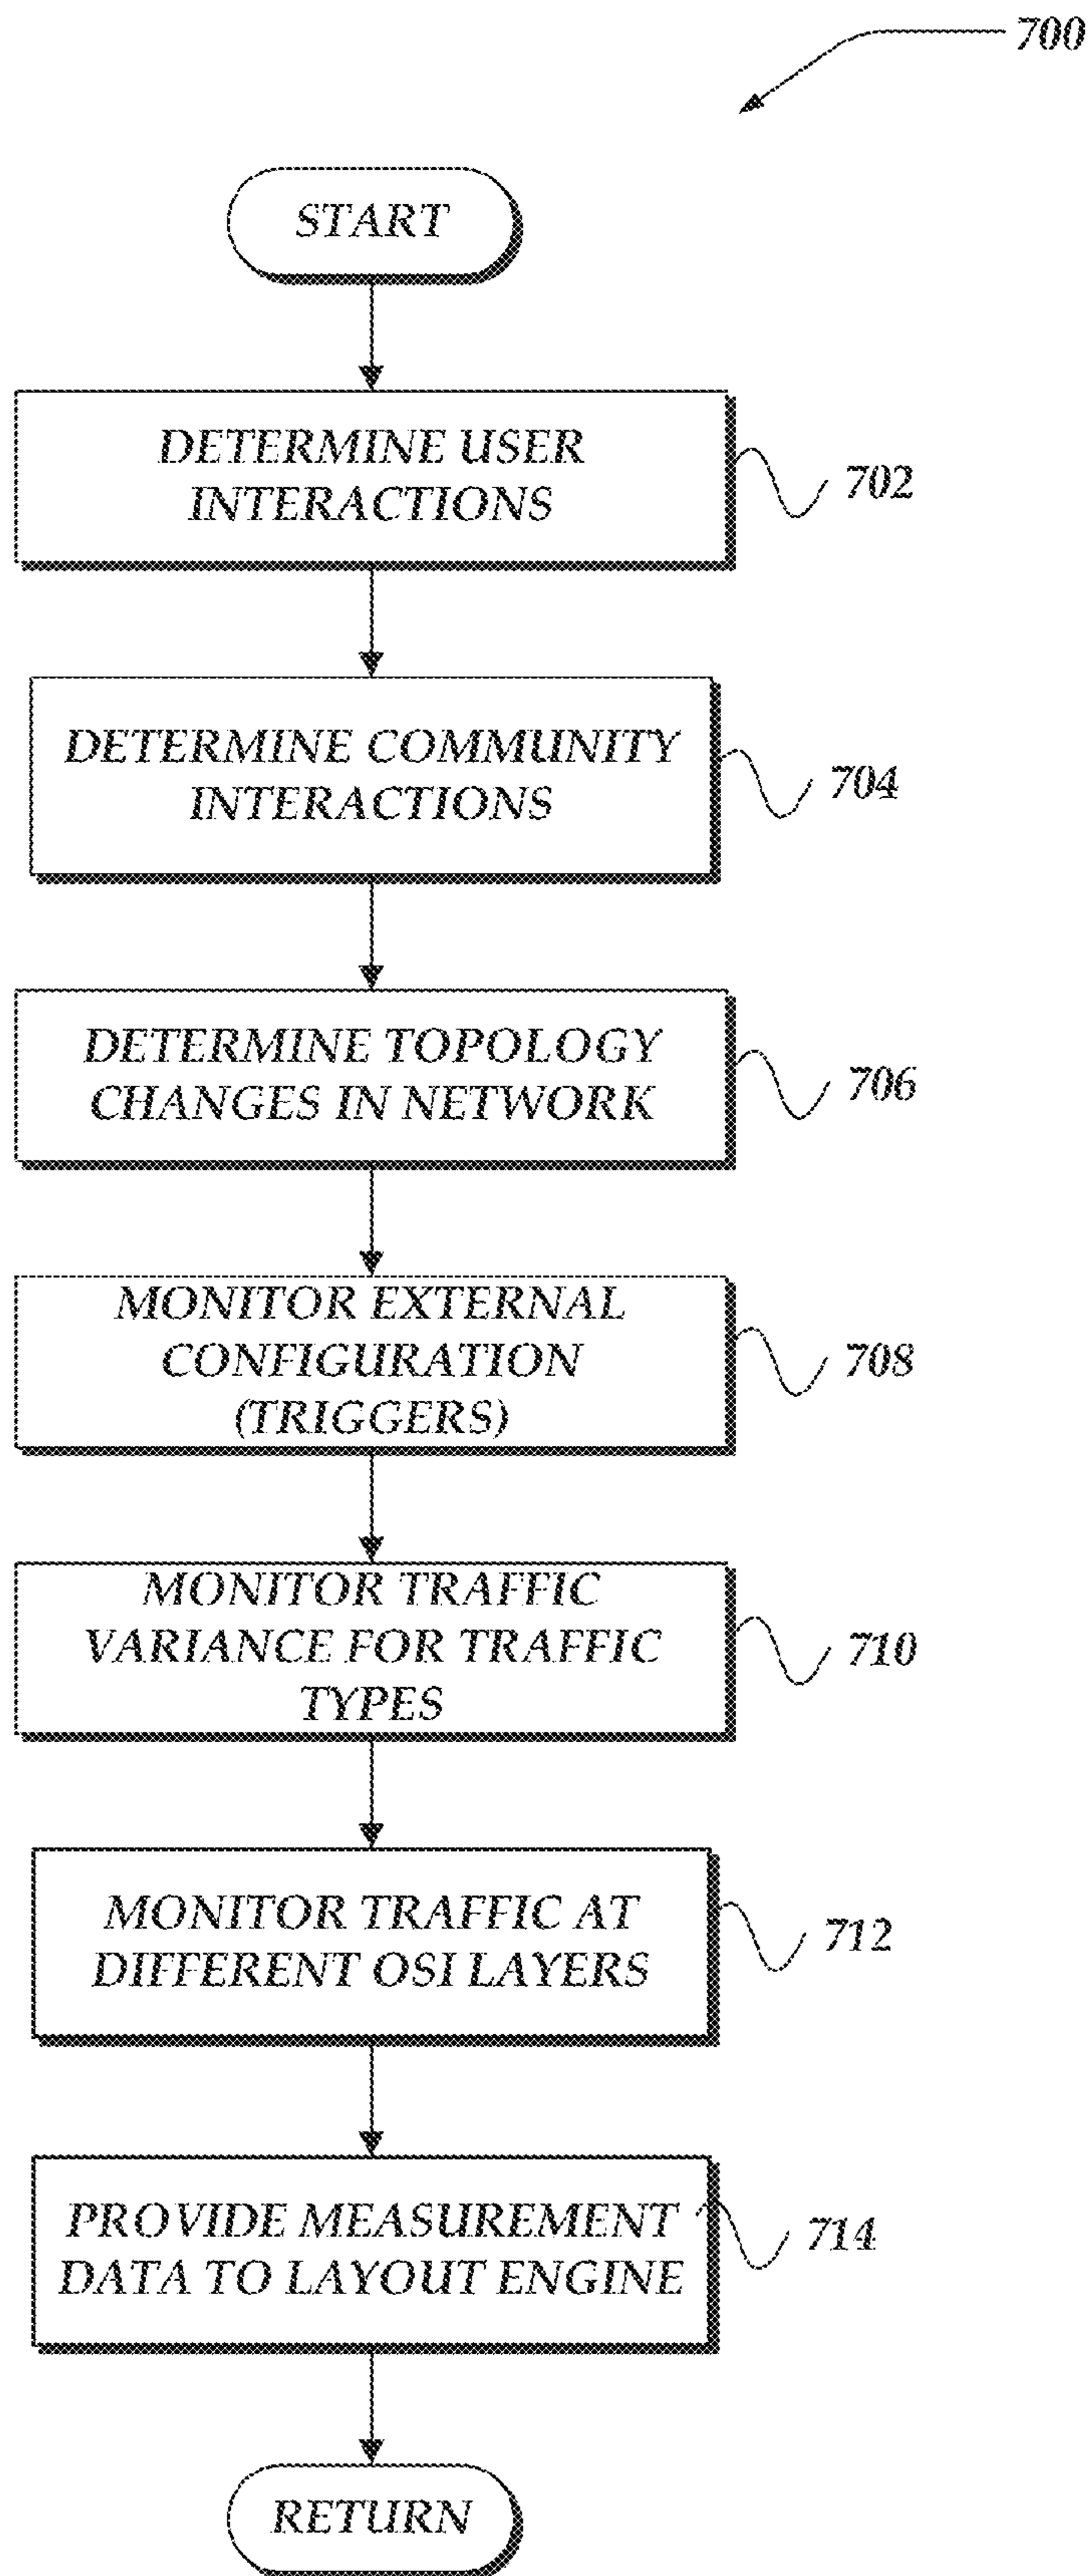 700
START
DETERMINE USER
INTERACTIONS
702
DETERMINE COMMUNITY
INTERACTIONS
704
DETERMINE TOPOLOGY
CHANGES IN NETWORK
706
MONITOR EXTERNAL
CONFIGURATION
(TRIGGERS)
708
MONITOR TRAFFIC
VARIANCE FOR TRAFFIC
TYPES
710
MONITOR TRAFFIC AT
DIFFERENT OSI LAYERS
712
PROVIDE MEASUREMENT
DATA TO LAYOUT ENGINE
714
RETURN